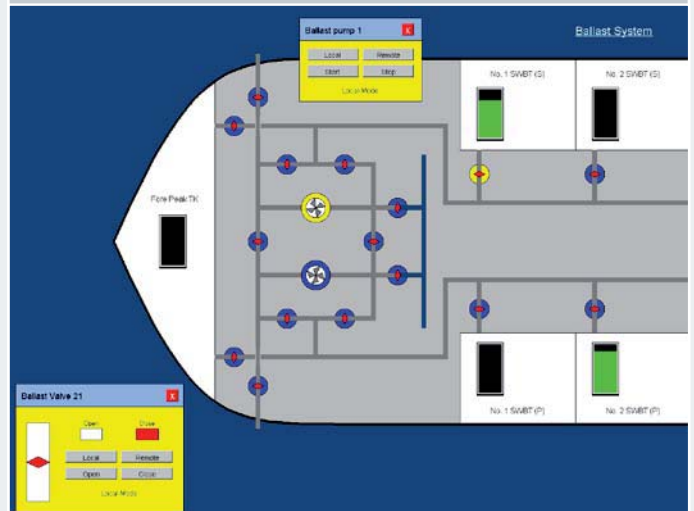 Ballast pump 1
X
Local Remote
Start Stop
Local Mode
Ballast System
No. 1 SWBT (S)
No. 2 SWBT (S)
Fore Peak TK
Ballast Valve 21
X
Open Close
Local Remote
Open Close
Local Mode
No. 1 SWBT (P)
No. 2 SWBT (P)